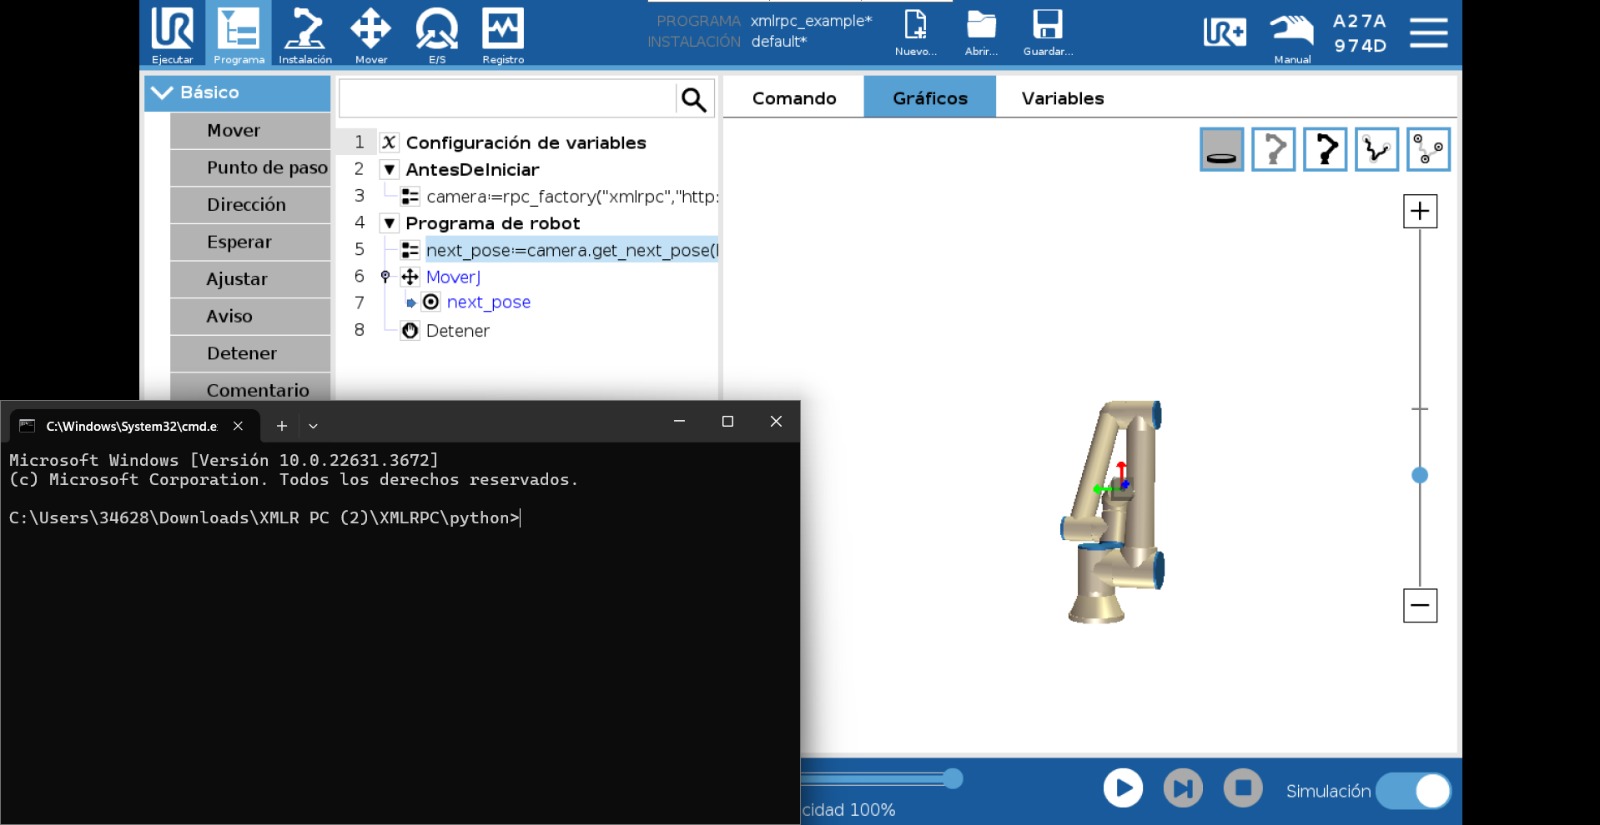 UR
PROGRAMA xmlrpc_example*
INSTALACIÓN default*
UR+
A27A
974D
Ejecutar
Programa
Instalación
Mover
E/S
Registro
Nuevo...
Abrir...
Guardar...
Manual
Básico
Mover
Punto de paso
Dirección
Esperar
Ajustar
Aviso
Detener
Comentario
1 X Configuración de variables
2 AntesDeIniciar
3 camera:=rpc_factory("xmlrpc","http:
4 Programa de robot
5 next_pose:=camera.get_next_pose(
6 MoverJ
7 next_pose
8 Detener
Comando
Gráficos
Variables
C:\Windows\System32\cmd.e
Microsoft Windows [Versión 10.0.22631.3672]
(c) Microsoft Corporation. Todos los derechos reservados.
C:\Users\34628\Downloads\XMLR PC (2)\XMLRPC\python>
cidad 100%
Simulación